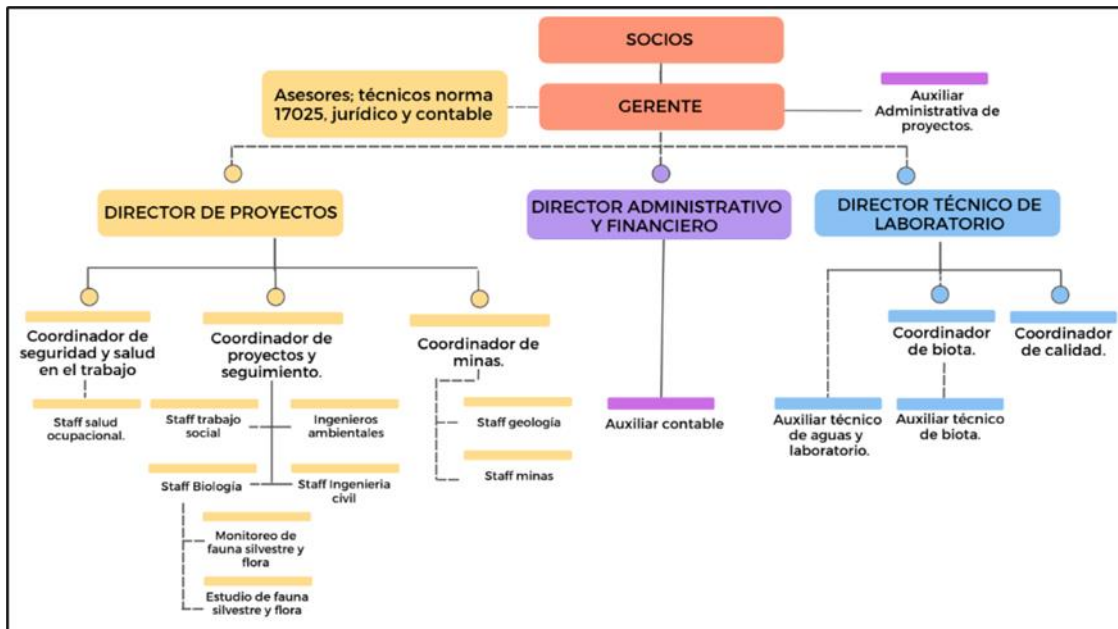 SOCIOS
Asesores; técnicos norma
17025, jurídico y contable
GERENTE
Auxiliar
Administrativa de
proyectos.
DIRECTOR DE PROYECTOS
DIRECTOR ADMINISTRATIVO
Y FINANCIERO
DIRECTOR TÉCNICO DE
LABORATORIO
Coordinador de
seguridad y salud
en el trabajo
Coordinador de
proyectos y
seguimiento.
Coordinador de
minas.
Coordinador
de biota.
Coordinador
de calidad.
Staff salud
ocupacional.
Staff trabajo
social
Ingenieros
ambientales
Staff geología
Auxiliar contable
Auxiliar técnico
de aguas y
laboratorio.
Auxiliar técnico
de biota.
Staff Biología
Staff Ingenieria
civil
Staff minas
Monitoreo de
fauna silvestre y
flora
Estudio de fauna
silvestre y flora